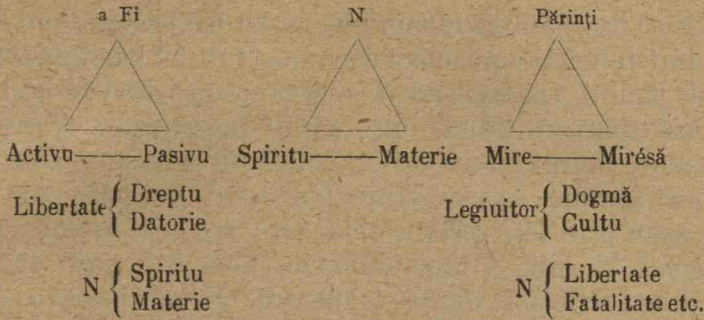 a Fi N Părinți
Activu Pasivu Spiritu Materie Mire Mirésă
Libertate { Dreptu
Datorie
Legiuitor { Dogmă
Cultu
N { Spiritu
Materie
N { Libertate
Fatalitate etc.